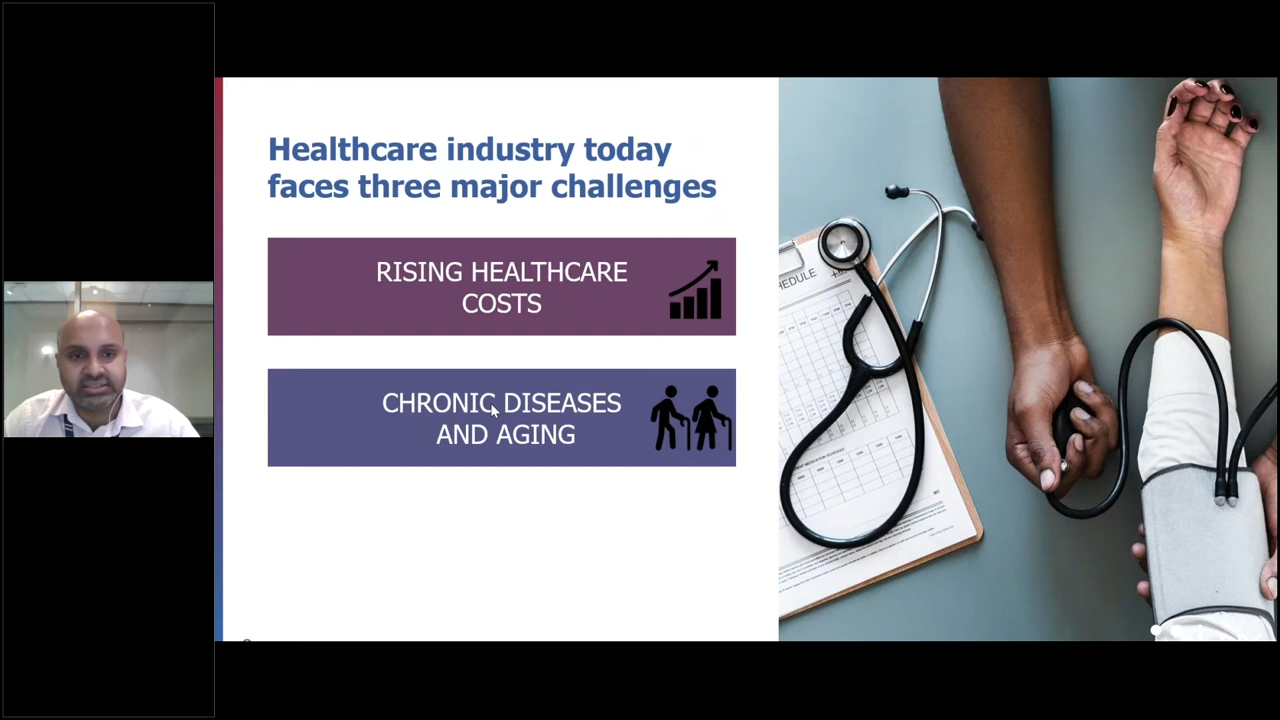 Healthcare industry today
faces three major challenges
RISING HEALTHCARE
COSTS
CHRONIC DISEASES
AND AGING